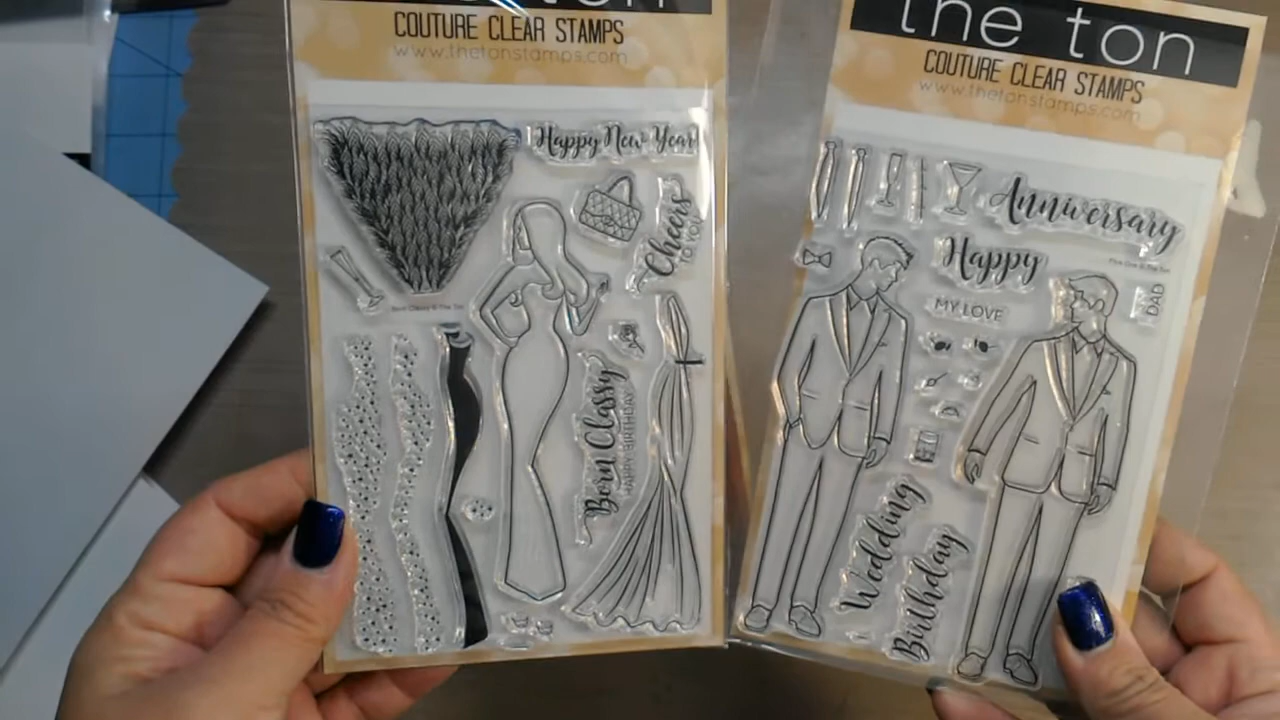 COUTURE CLEAR STAMPS
www.thetonstamps.com
Happy New Year!
Cheers
TO YOU
Born Classy
HAPPY BIRTHDAY
the ton
COUTURE CLEAR STAMPS
www.thetonstamps.com
Anniversary
Happy
MY LOVE
DAD
Wedding
Birthday